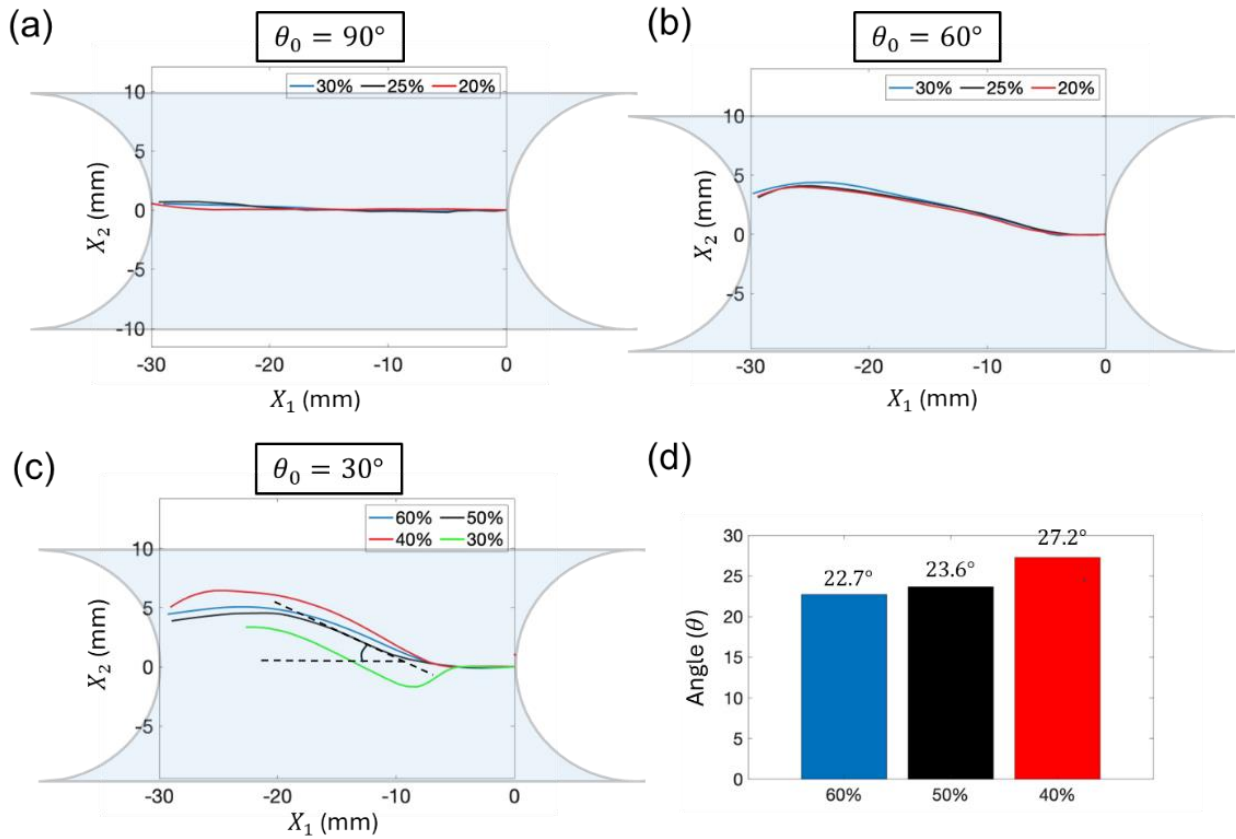 (a)
θ₀ = 90°
30% 25% 20%
10
5
0
-5
-10
X₂ (mm)
-30 -20 -10 0
X₁ (mm)
(b)
θ₀ = 60°
30% 25% 20%
10
5
0
-5
X₂ (mm)
-30 -20 -10 0
X₁ (mm)
(c)
θ₀ = 30°
60% 50%
40% 30%
10
5
0
-5
X₂ (mm)
-30 -20 -10 0
X₁ (mm)
(d)
30
25
20
15
10
5
0
Angle (θ)
22.7° 23.6° 27.2°
60% 50% 40%